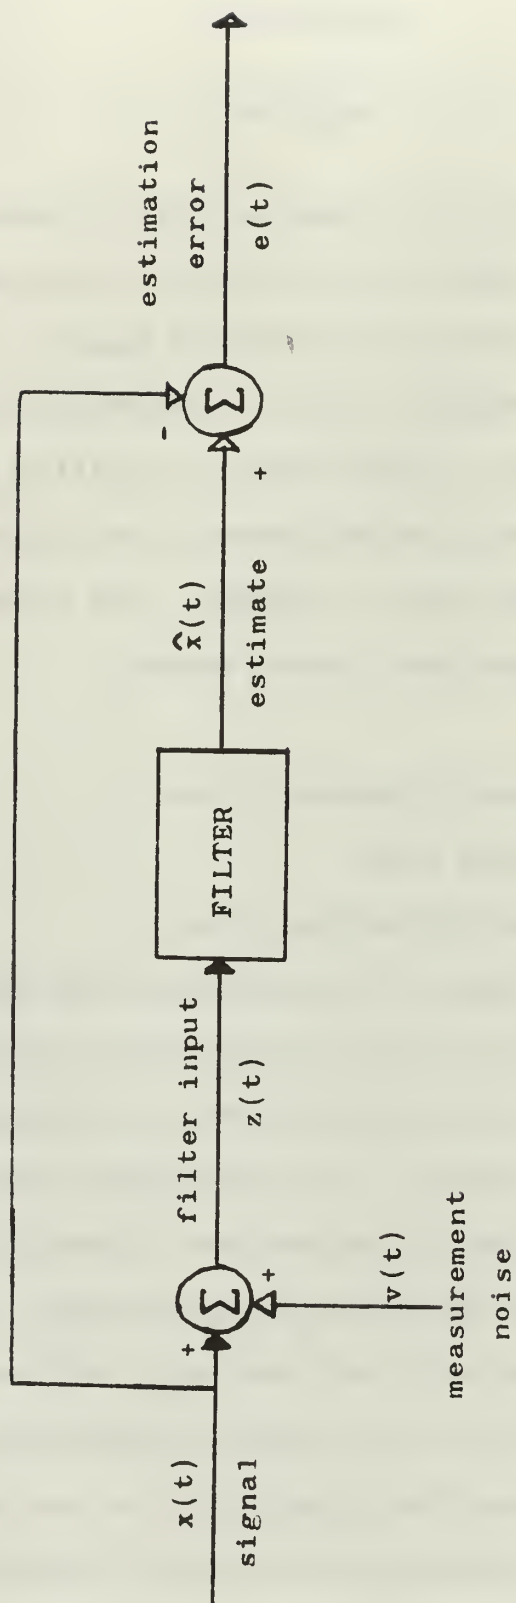 x(t)
signal
+
Σ
+
v(t)
measurement
noise
filter input
z(t)
FILTER
x̂(t)
estimate
+
-
Σ
estimation
error
e(t)